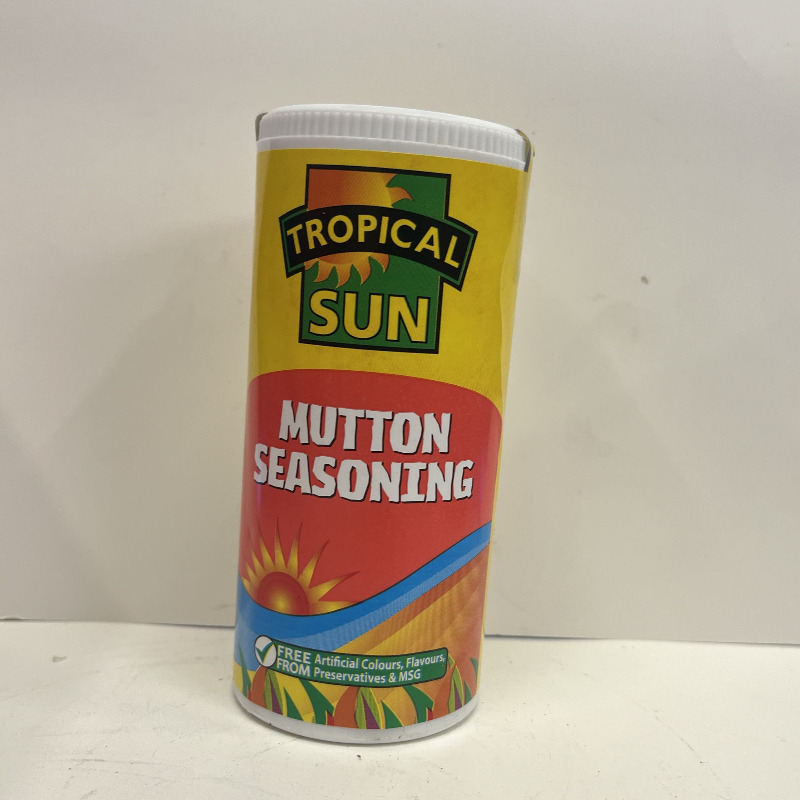 TROPICAL
SUN
MUTTON
SEASONING
FREE FROM Artificial Colours, Flavours,
Preservatives & MSG